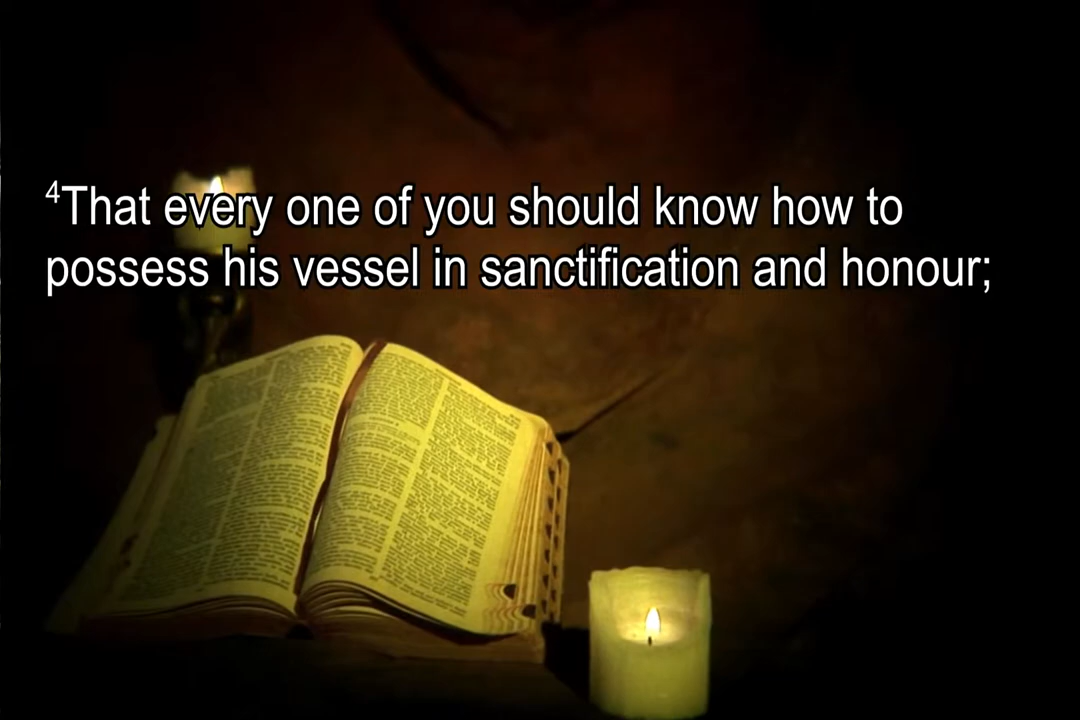 ⁴That every one of you should know how to
possess his vessel in sanctification and honour;